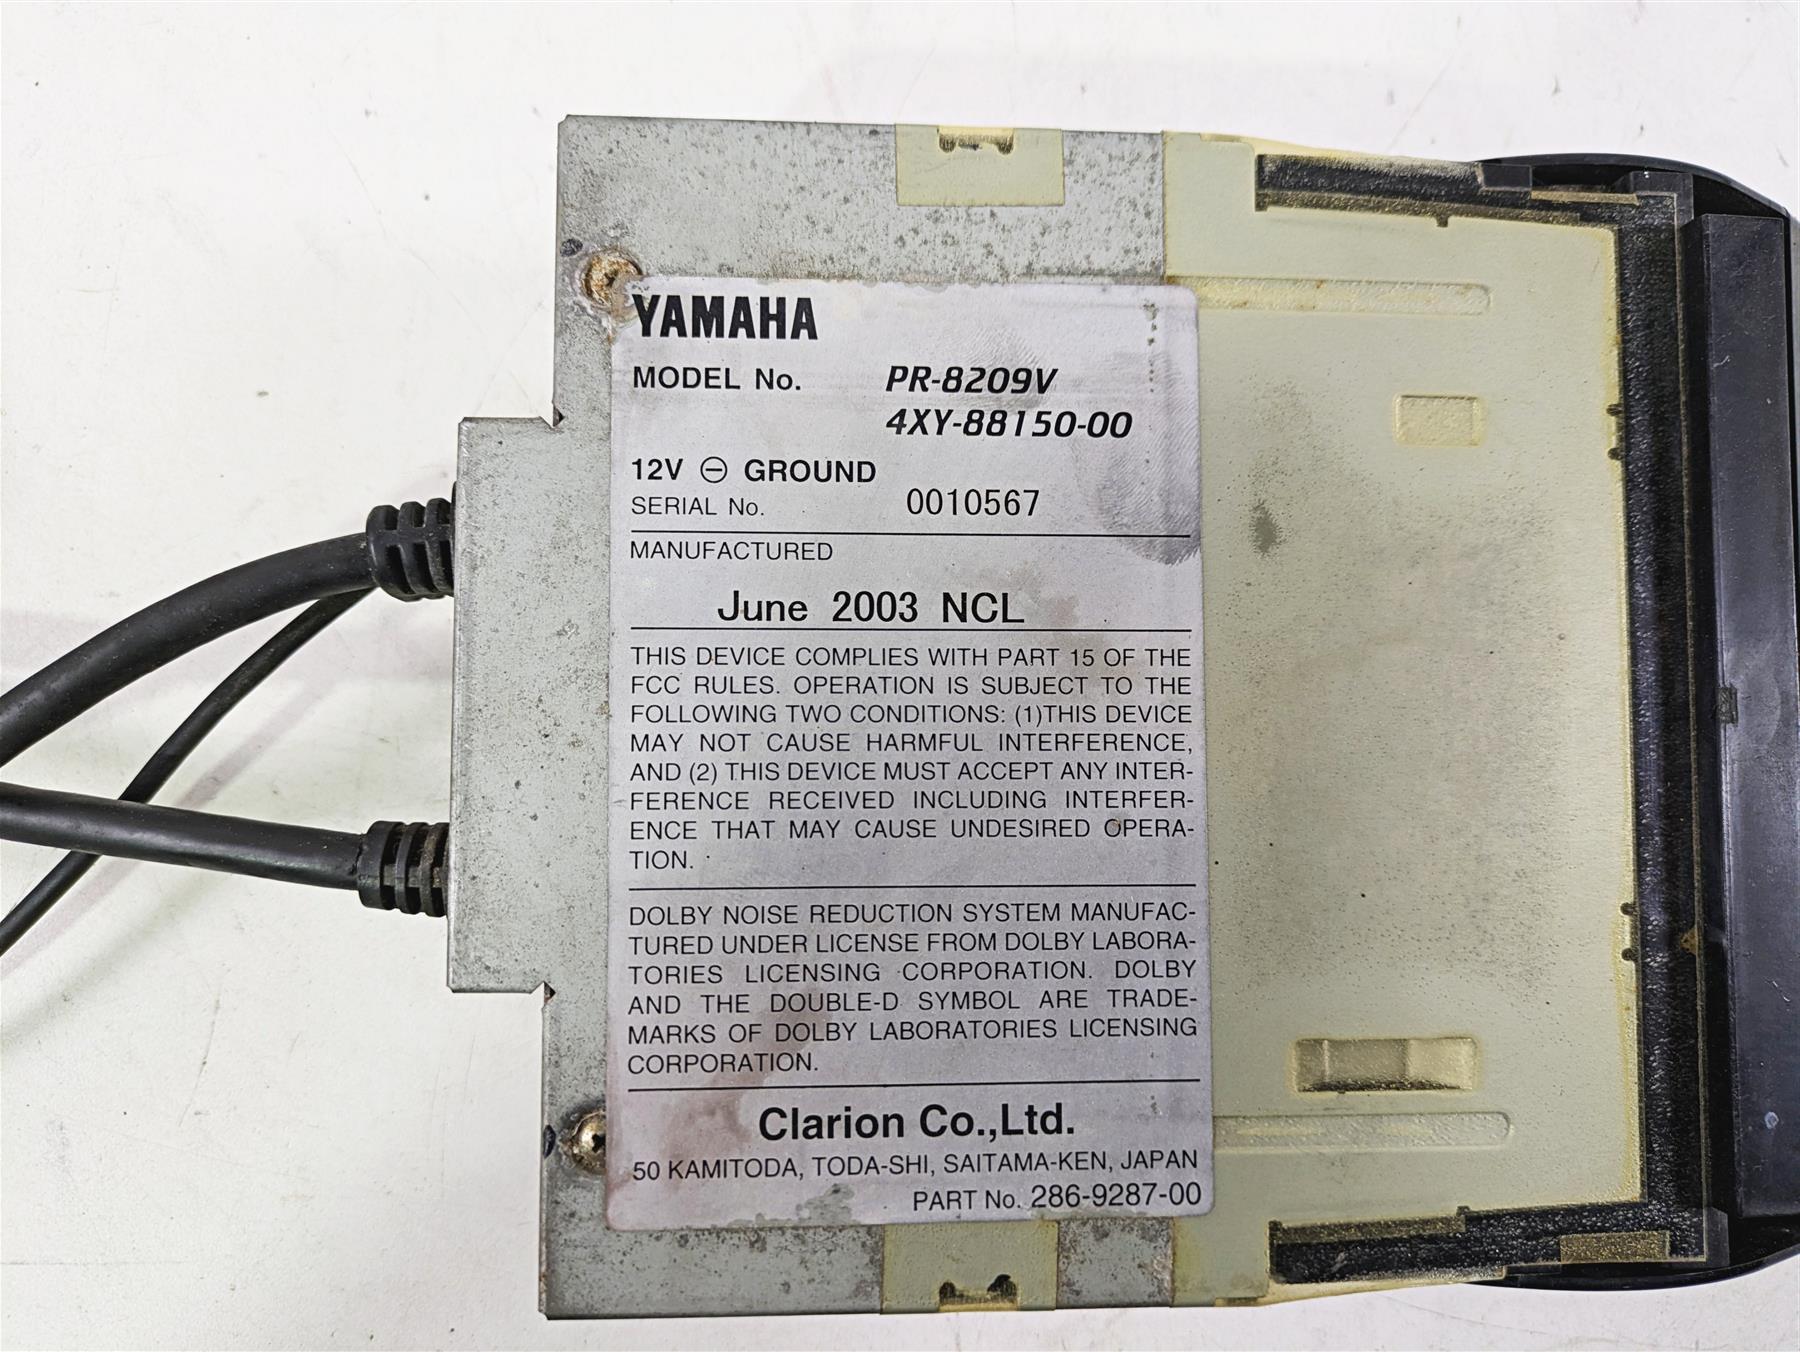 YAMAHA
MODEL No. PR-8209V
4XY-88150-00
12V ⊖ GROUND
SERIAL No. 0010567
MANUFACTURED
June 2003 NCL
THIS DEVICE COMPLIES WITH PART 15 OF THE
FCC RULES. OPERATION IS SUBJECT TO THE
FOLLOWING TWO CONDITIONS: (1)THIS DEVICE
MAY NOT CAUSE HARMFUL INTERFERENCE,
AND (2) THIS DEVICE MUST ACCEPT ANY INTER-
FERENCE RECEIVED INCLUDING INTERFER-
ENCE THAT MAY CAUSE UNDESIRED OPERA-
TION.
DOLBY NOISE REDUCTION SYSTEM MANUFAC-
TURED UNDER LICENSE FROM DOLBY LABORA-
TORIES LICENSING CORPORATION. DOLBY
AND THE DOUBLE-D SYMBOL ARE TRADE-
MARKS OF DOLBY LABORATORIES LICENSING
CORPORATION.
Clarion Co.,Ltd.
50 KAMITODA, TODA-SHI, SAITAMA-KEN, JAPAN
PART No. 286-9287-00